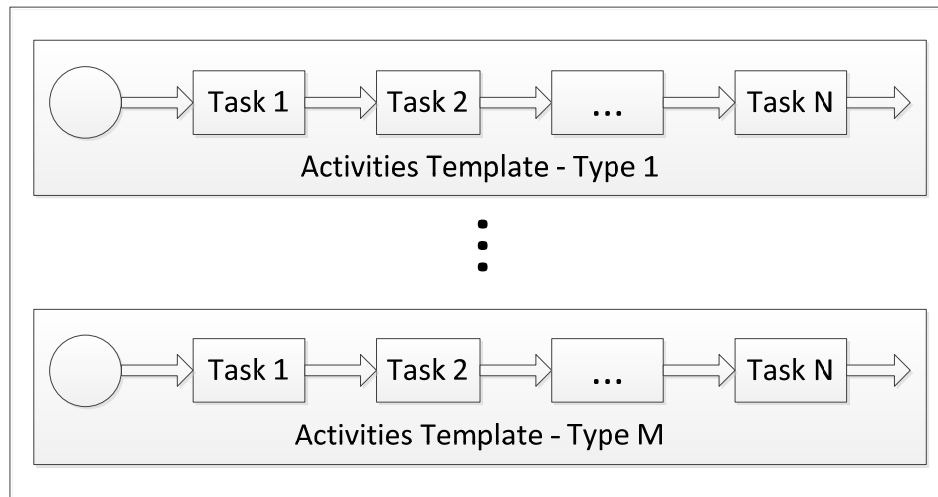 Task 1
Task 2
...
Task N
Activities Template - Type 1
Task 1
Task 2
...
Task N
Activities Template - Type M